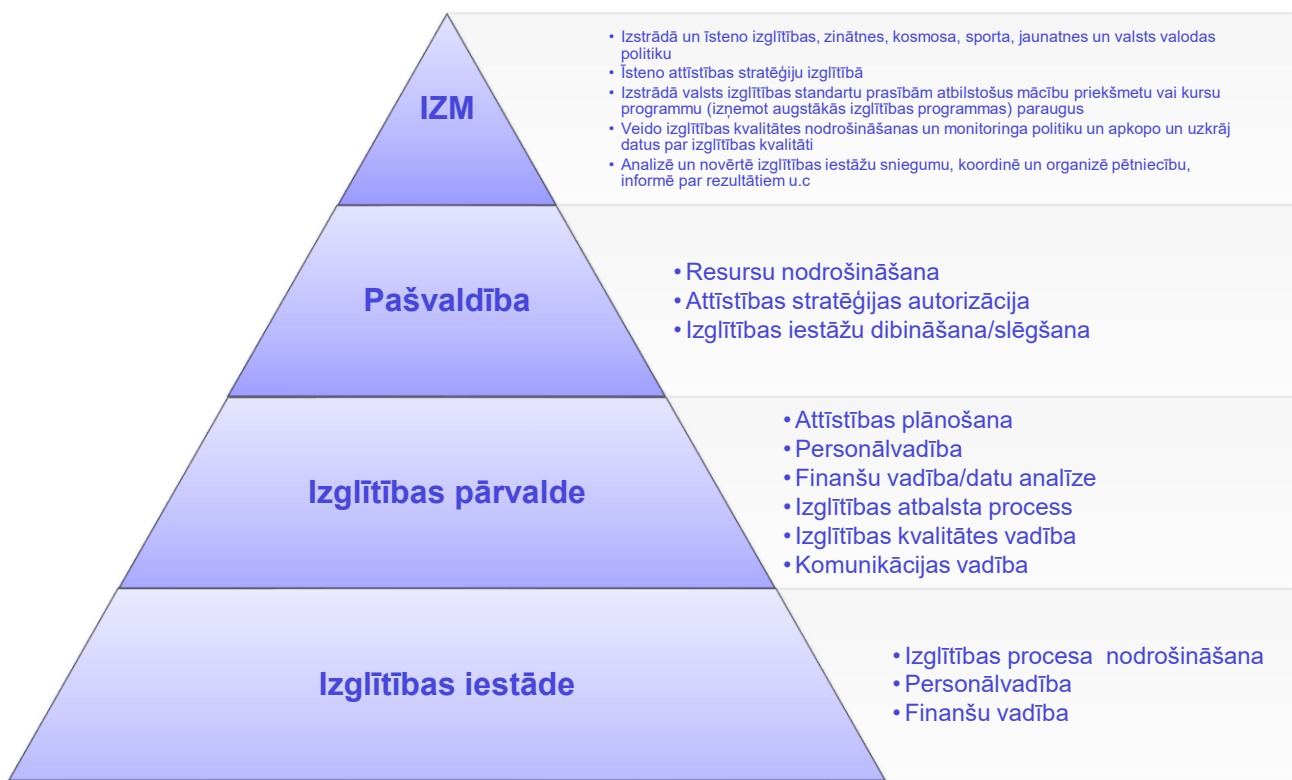 IZM
• Izstrādā un īsteno izglītības, zinātnes, kosmosa, sporta, jaunatnes un valsts valodas
politiku
• Īsteno attīstības stratēģiju izglītībā
• Izstrādā valsts izglītības standartu prasībām atbilstošus mācību priekšmetu vai kursu
programmu (izņemot augstākās izglītības programmas) paraugus
• Veido izglītības kvalitātes nodrošināšanas un monitoringa politiku un apkopo un uzkrāj
datus par izglītības kvalitāti
• Analizē un novērtē izglītības iestāžu sniegumu, koordinē un organizē pētniecību,
informē par rezultātiem u.c
Pašvaldība
• Resursu nodrošināšana
• Attīstības stratēģijas autorizācija
• Izglītības iestāžu dibināšana/slēgšana
Izglītības pārvalde
• Attīstības plānošana
• Personālvadība
• Finanšu vadība/datu analīze
• Izglītības atbalsta process
• Izglītības kvalitātes vadība
• Komunikācijas vadība
Izglītības iestāde
• Izglītības procesa nodrošināšana
• Personālvadība
• Finanšu vadība